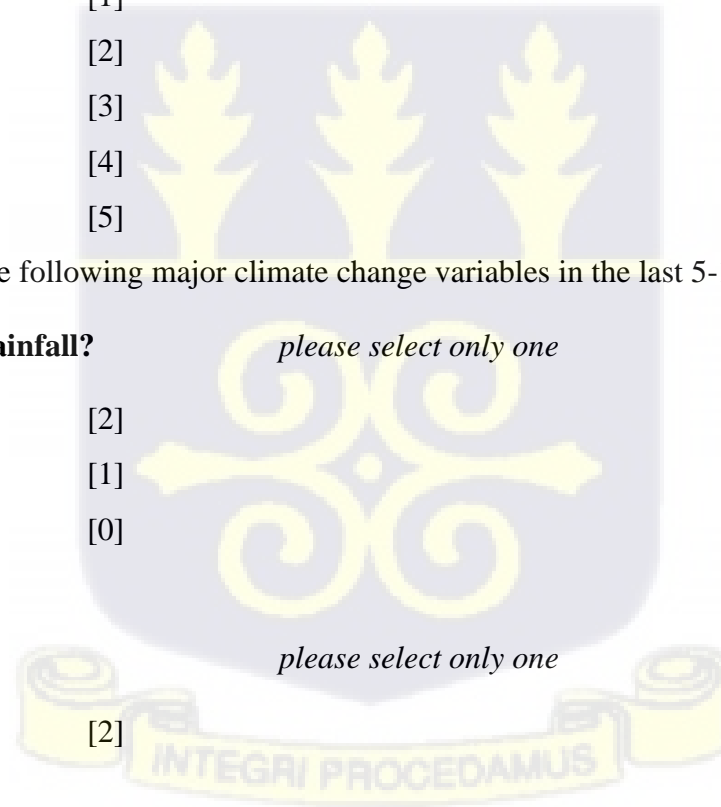 [1]
[2]
[3]
[4]
[5]
e following major climate change variables in the last 5-
ainfall? please select only one
[2]
[1]
[0]
please select only one
[2]
INTEGRI PROCEDAMUS